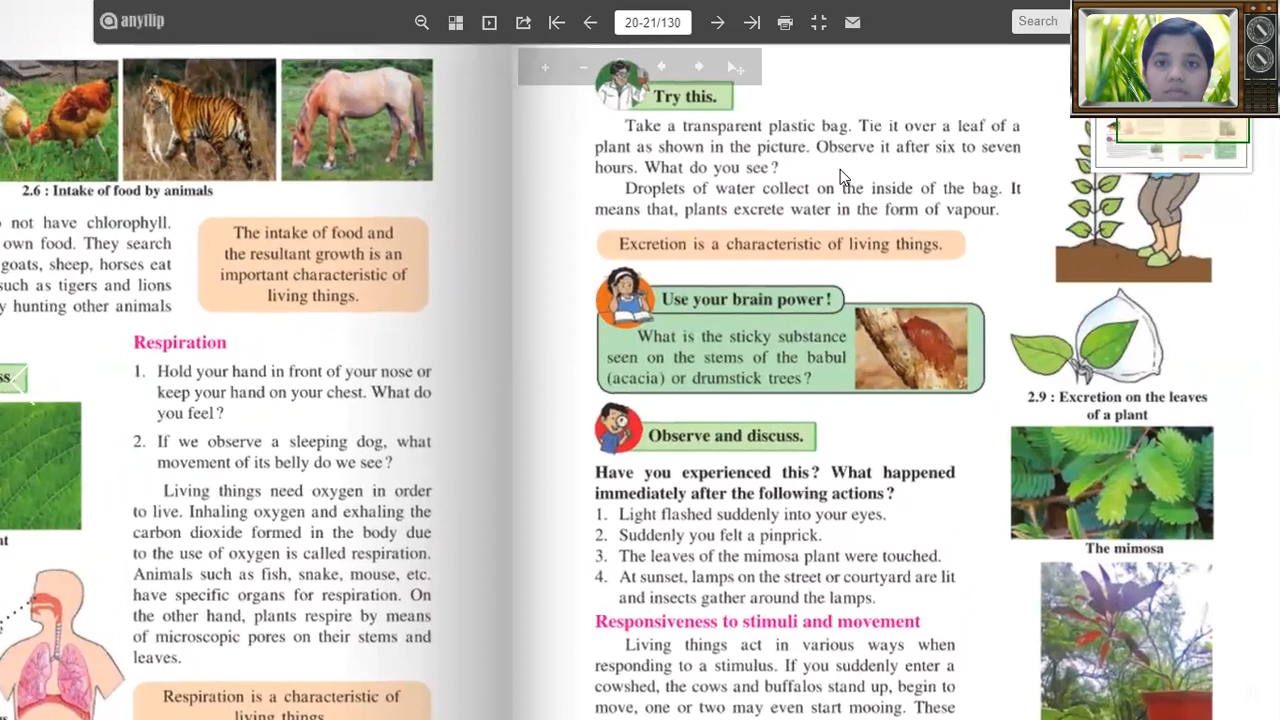 anyflip
20-21/130
Search
2.6 : Intake of food by animals
not have chlorophyll.
own food. They search
goats, sheep, horses eat
such as tigers and lions
hunting other animals
The intake of food and
the resultant growth is an
important characteristic of
living things.
Respiration
1. Hold your hand in front of your nose or
keep your hand on your chest. What do
you feel ?
2. If we observe a sleeping dog, what
movement of its belly do we see ?
Living things need oxygen in order
to live. Inhaling oxygen and exhaling the
carbon dioxide formed in the body due
to the use of oxygen is called respiration.
Animals such as fish, snake, mouse, etc.
have specific organs for respiration. On
the other hand, plants respire by means
of microscopic pores on their stems and
leaves.
Respiration is a characteristic of
living things.
Try this.
Take a transparent plastic bag. Tie it over a leaf of a
plant as shown in the picture. Observe it after six to seven
hours. What do you see ?
Droplets of water collect on the inside of the bag. It
means that, plants excrete water in the form of vapour.
Excretion is a characteristic of living things.
Use your brain power !
What is the sticky substance
seen on the stems of the babul
(acacia) or drumstick trees ?
Observe and discuss.
Have you experienced this ? What happened
immediately after the following actions ?
1. Light flashed suddenly into your eyes.
2. Suddenly you felt a pinprick.
3. The leaves of the mimosa plant were touched.
4. At sunset, lamps on the street or courtyard are lit
and insects gather around the lamps.
Responsiveness to stimuli and movement
Living things act in various ways when
responding to a stimulus. If you suddenly enter a
cowshed, the cows and buffalos stand up, begin to
move, one or two may even start mooing. These
2.9 : Excretion on the leaves
of a plant
The mimosa